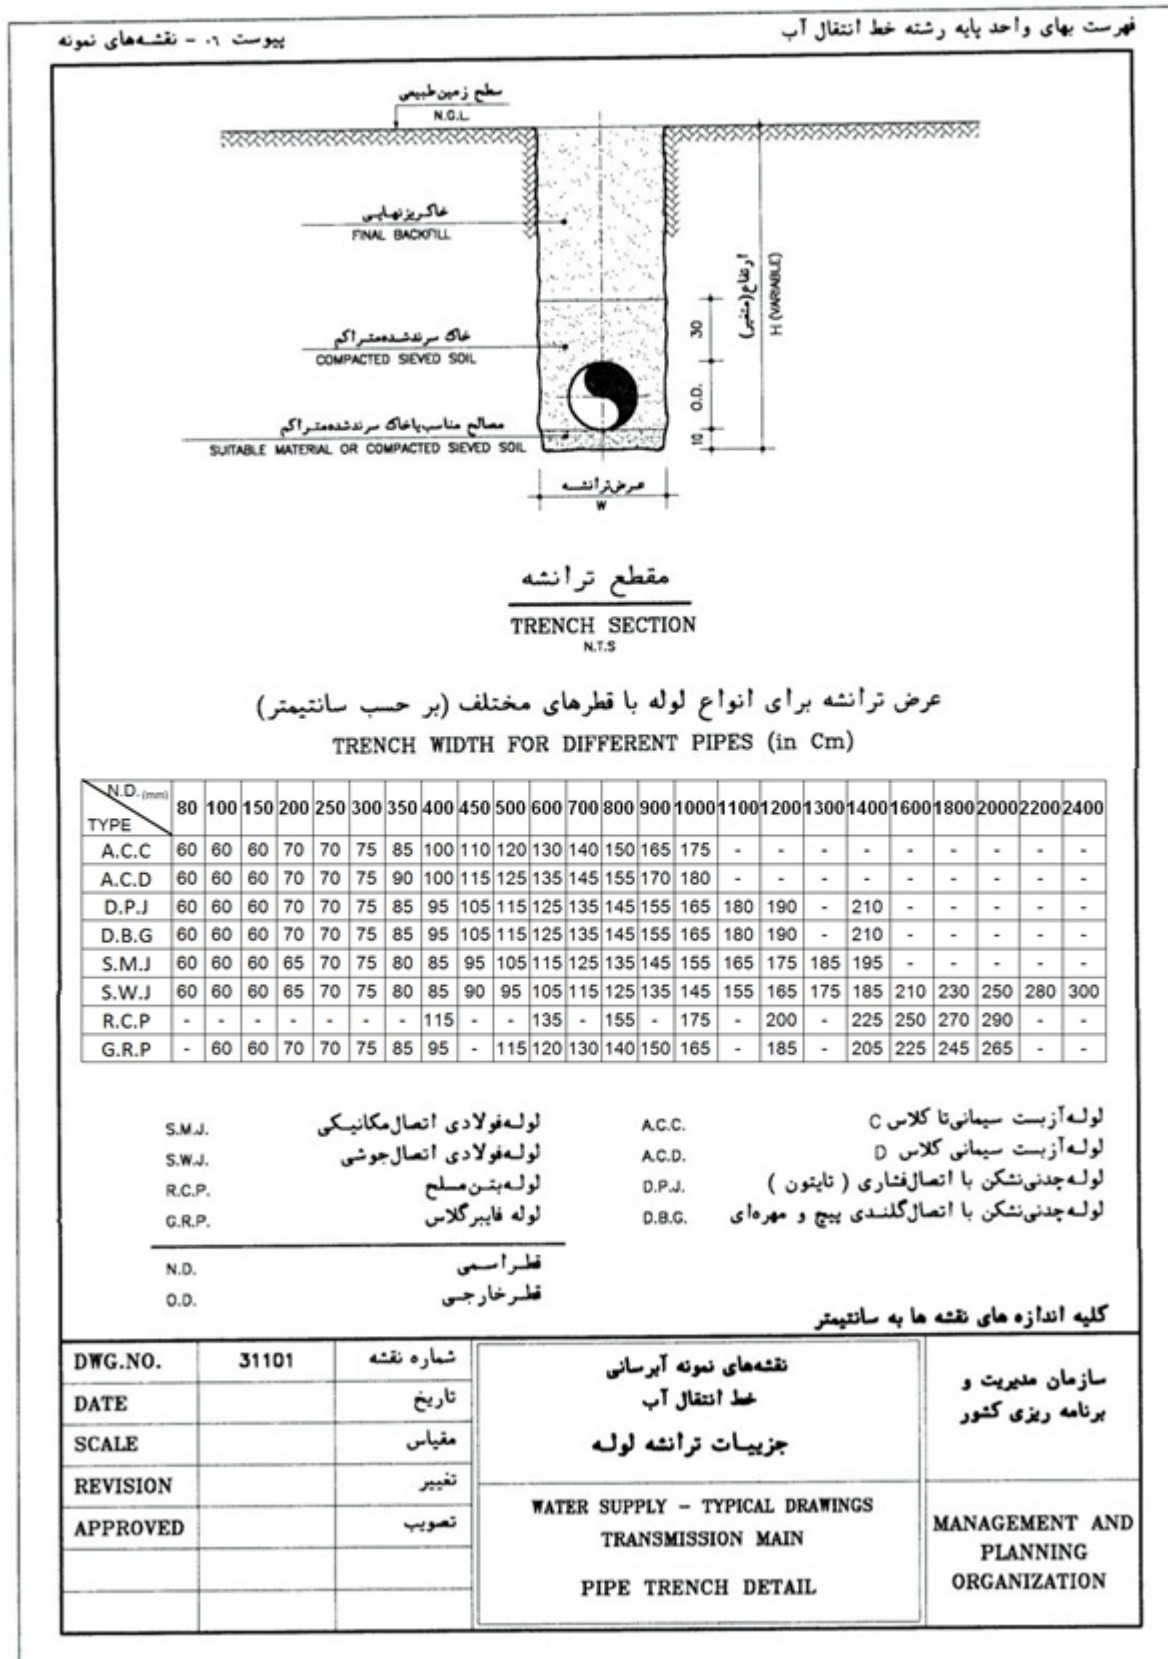 فهرست بهای واحد پایه رشته خط انتقال آب
پیوست ۰۶ - نقشه‌های نمونه
سطح زمین طبیعی
N.G.L.
خاکریز نهایی
FINAL BACKFILL
خاک سرند شده متراکم
COMPACTED SIEVED SOIL
مصالح مناسب یا خاک سرند شده متراکم
SUITABLE MATERIAL OR COMPACTED SIEVED SOIL
30
O.D.
10
ارتفاع (متغیر)
H (VARIABLE)
عرض ترانشه
W
مقطع ترانشه
TRENCH SECTION
N.T.S
عرض ترانشه برای انواع لوله با قطرهای مختلف (بر حسب سانتیمتر)
TRENCH WIDTH FOR DIFFERENT PIPES (in Cm)
N.D. (mm) TYPE 80 100 150 200 250 300 350 400 450 500 600 700 800 900 1000 1100 1200 1300 1400 1600 1800 2000 2200 2400
A.C.C 60 60 60 70 70 75 85 100 110 120 130 140 150 165 175 - - - - - - - - -
A.C.D 60 60 60 70 70 75 90 100 115 125 135 145 155 170 180 - - - - - - - - -
D.P.J 60 60 60 70 70 75 85 95 105 115 125 135 145 155 165 180 190 - 210 - - - - -
D.B.G 60 60 60 70 70 75 85 95 105 115 125 135 145 155 165 180 190 - 210 - - - - -
S.M.J 60 60 60 65 70 75 80 85 95 105 115 125 135 145 155 165 175 185 195 - - - - -
S.W.J 60 60 60 65 70 75 80 85 90 95 105 115 125 135 145 155 165 175 185 210 230 250 280 300
R.C.P - - - - - - - 115 - - 135 - 155 - 175 - 200 - 225 250 270 290 - -
G.R.P - 60 60 70 70 75 85 95 - 115 120 130 140 150 165 - 185 - 205 225 245 265 - -
لوله آزبست سیمانی تا کلاس C A.C.C.
لوله آزبست سیمانی کلاس D A.C.D.
لوله چدنی نشکن با اتصال فشاری ( تایتون ) D.P.J.
لوله چدنی نشکن با اتصال گلندی پیچ و مهره‌ای D.B.G.
لوله فولادی اتصال مکانیکی S.M.J.
لوله فولادی اتصال جوشی S.W.J.
لوله بتن مسلح R.C.P.
لوله فایبرگلاس G.R.P.
قطر اسمی N.D.
قطر خارجی O.D.
کلیه اندازه های نقشه ها به سانتیمتر
DWG.NO. 31101 شماره نقشه
DATE تاریخ
SCALE مقیاس
REVISION تغییر
APPROVED تصویب
نقشه‌های نمونه آبرسانی
خط انتقال آب
جزییات ترانشه لوله
WATER SUPPLY - TYPICAL DRAWINGS
TRANSMISSION MAIN
PIPE TRENCH DETAIL
سازمان مدیریت و
برنامه ریزی کشور
MANAGEMENT AND
PLANNING
ORGANIZATION